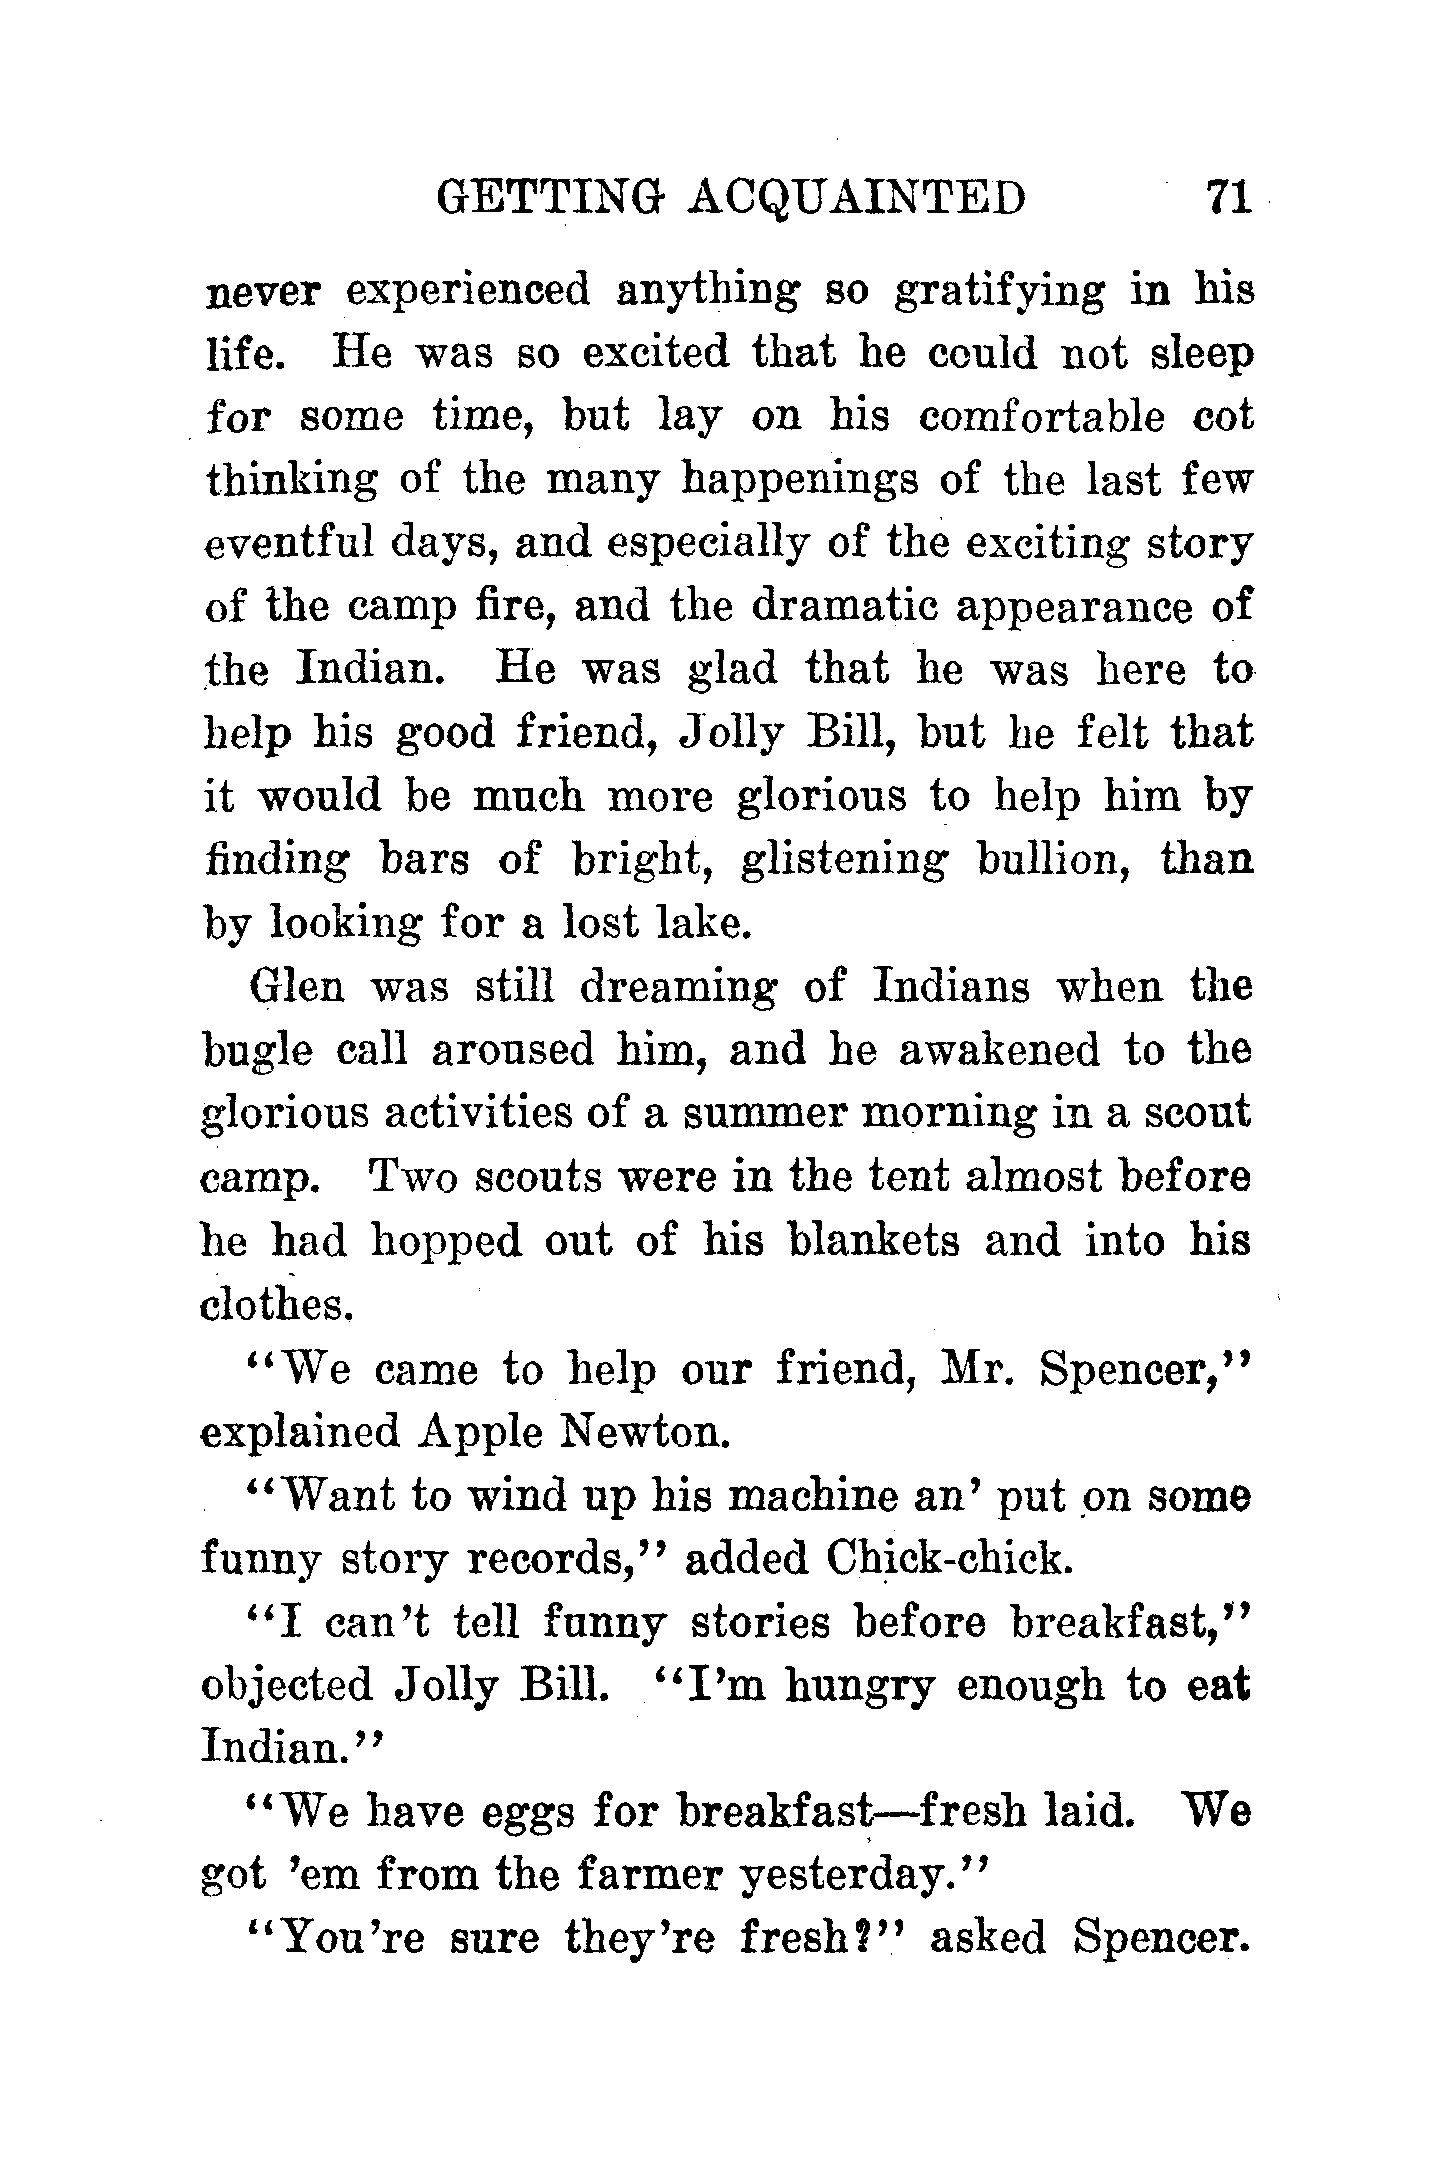 GETTING ACQUAINTED 71
never experienced anything so gratifying in his
life. He was so excited that he could not sleep
for some time, but lay on his comfortable cot
thinking of the many happenings of the last few
eventful days, and especially of the exciting story
of the camp fire, and the dramatic appearance of
the Indian. He was glad that he was here to
help his good friend, Jolly Bill, but he felt that
it would be much more glorious to help him by
finding bars of bright, glistening bullion, than
by looking for a lost lake.
Glen was still dreaming of Indians when the
bugle call aroused him, and he awakened to the
glorious activities of a summer morning in a scout
camp. Two scouts were in the tent almost before
he had hopped out of his blankets and into his
clothes.
"We came to help our friend, Mr. Spencer,"
explained Apple Newton.
"Want to wind up his machine an' put on some
funny story records," added Chick-chick.
"I can't tell funny stories before breakfast,"
objected Jolly Bill. "I'm hungry enough to eat
Indian."
"We have eggs for breakfast—fresh laid. We
got 'em from the farmer yesterday."
"You're sure they're fresh?" asked Spencer.